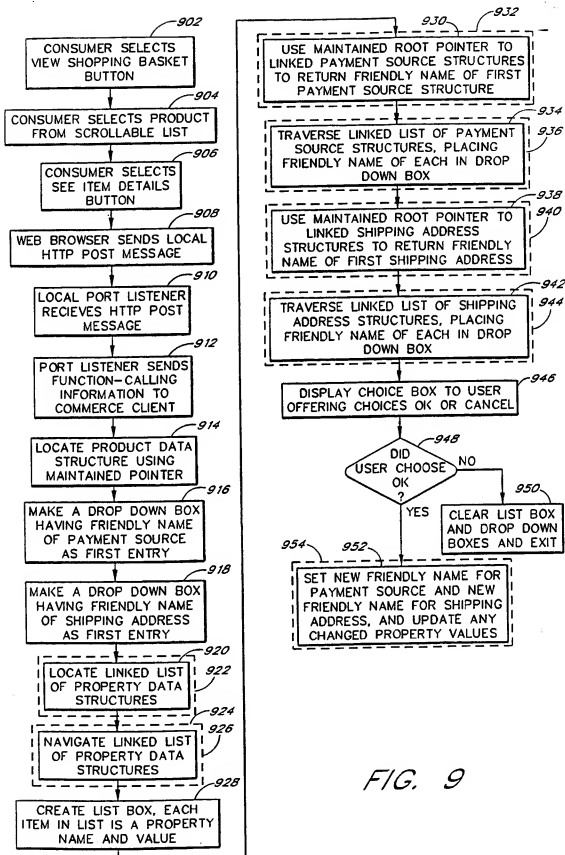 902
CONSUMER SELECTS
VIEW SHOPPING BASKET
BUTTON
904
CONSUMER SELECTS PRODUCT
FROM SCROLLABLE LIST
906
CONSUMER SELECTS
SEE ITEM DETAILS
BUTTON
908
WEB BROWSER SENDS LOCAL
HTTP POST MESSAGE
910
LOCAL PORT LISTENER
RECIEVES HTTP POST
MESSAGE
912
PORT LISTENER SENDS
FUNCTION-CALLING
INFORMATION TO
COMMERCE CLIENT
914
LOCATE PRODUCT DATA
STRUCTURE USING
MAINTAINED POINTER
916
MAKE A DROP DOWN BOX
HAVING FRIENDLY NAME
OF PAYMENT SOURCE
AS FIRST ENTRY
918
MAKE A DROP DOWN BOX
HAVING FRIENDLY NAME
OF SHIPPING ADDRESS
AS FIRST ENTRY
920
922
LOCATE LINKED LIST
OF PROPERTY DATA
STRUCTURES
924
926
NAVIGATE LINKED LIST
OF PROPERTY DATA
STRUCTURES
928
CREATE LIST BOX, EACH
ITEM IN LIST IS A PROPERTY
NAME AND VALUE
930
932
USE MAINTAINED ROOT POINTER TO
LINKED PAYMENT SOURCE STRUCTURES
TO RETURN FRIENDLY NAME OF FIRST
PAYMENT SOURCE STRUCTURE
934
936
TRAVERSE LINKED LIST OF PAYMENT
SOURCE STRUCTURES, PLACING
FRIENDLY NAME OF EACH IN DROP
DOWN BOX
938
940
USE MAINTAINED ROOT POINTER TO
LINKED SHIPPING ADDRESS
STRUCTURES TO RETURN FRIENDLY
NAME OF FIRST SHIPPING ADDRESS
942
944
TRAVERSE LINKED LIST OF SHIPPING
ADDRESS STRUCTURES, PLACING
FRIENDLY NAME OF EACH IN DROP
DOWN BOX
946
DISPLAY CHOICE BOX TO USER
OFFERING CHOICES OK OR CANCEL
948
DID
USER CHOOSE
OK
?
NO
YES
950
CLEAR LIST BOX
AND DROP DOWN
BOXES AND EXIT
954
952
SET NEW FRIENDLY NAME FOR
PAYMENT SOURCE AND NEW
FRIENDLY NAME FOR SHIPPING
ADDRESS, AND UPDATE ANY
CHANGED PROPERTY VALUES
FIG. 9